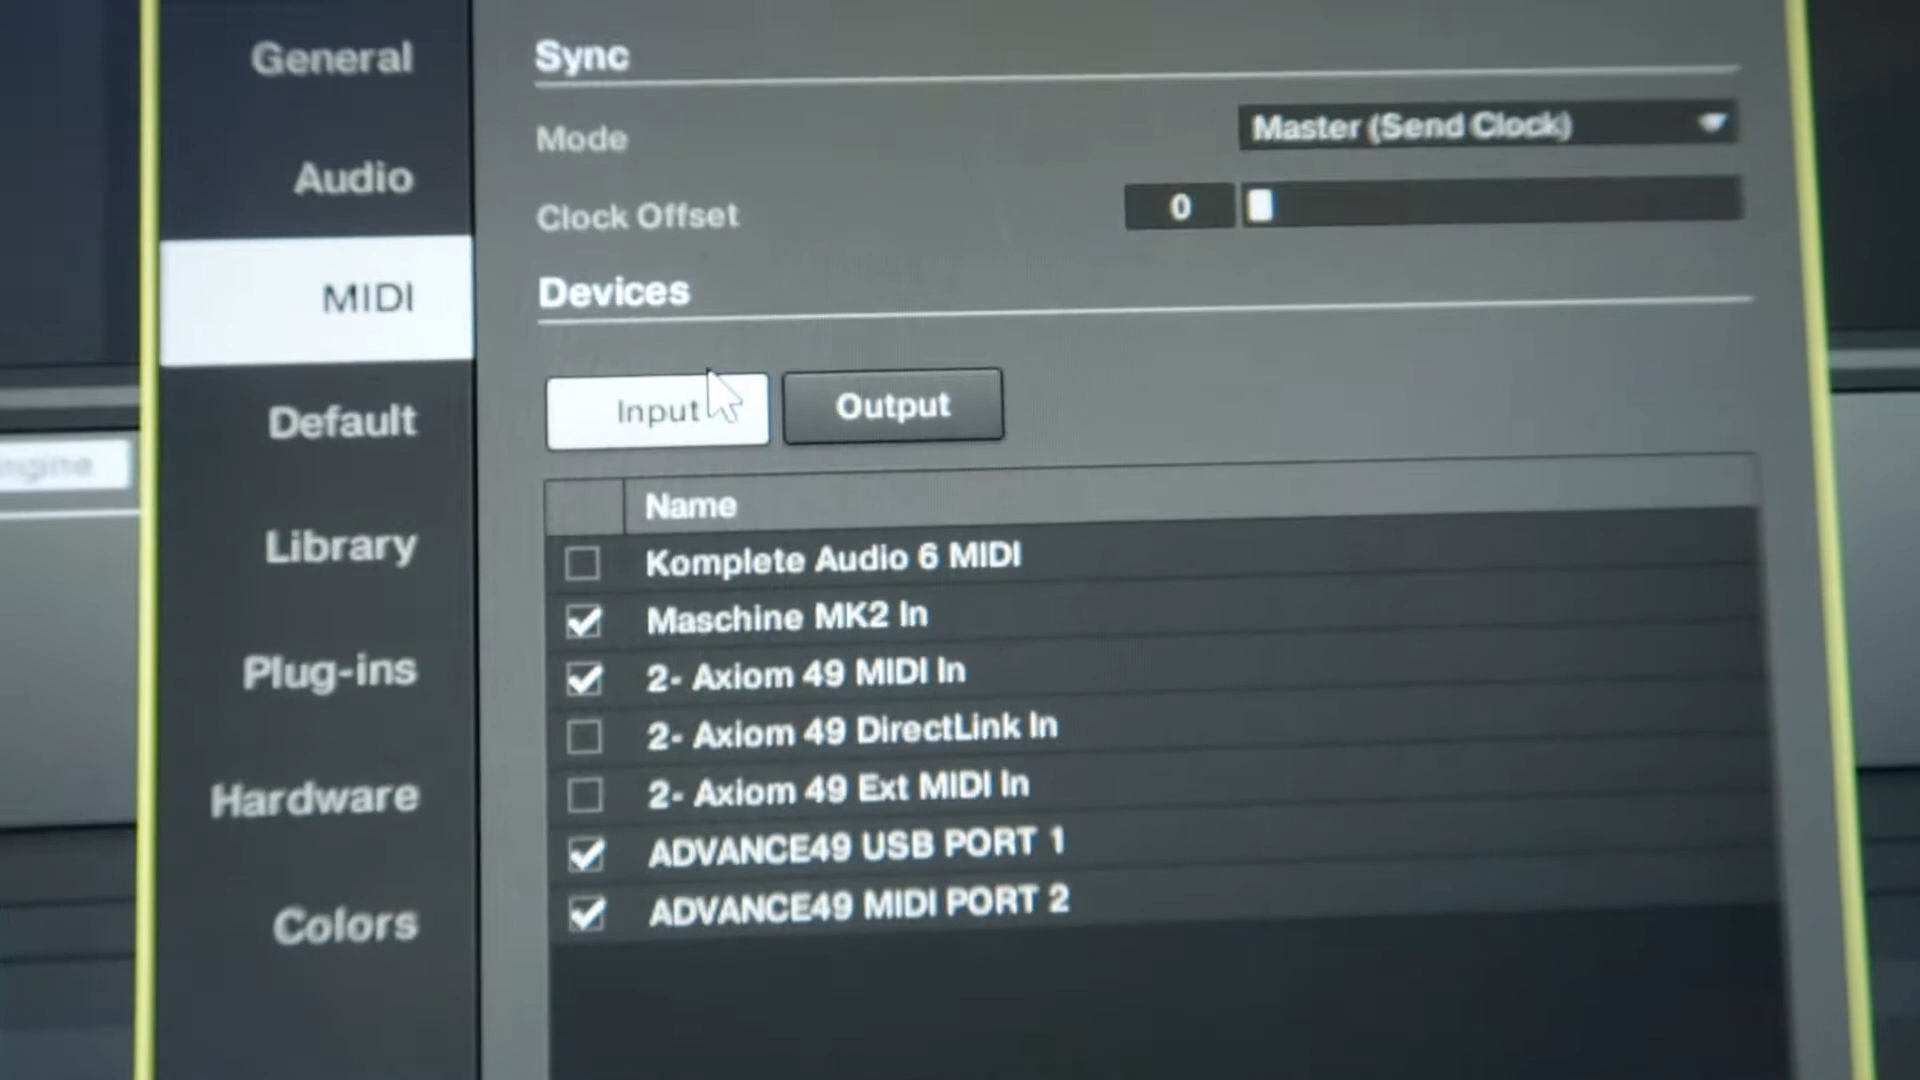 General
Audio
MIDI
Default
Library
Plug-ins
Hardware
Colors
Sync
Mode
Master (Send Clock)
Clock Offset
0
Devices
Input
Output
Name
Komplete Audio 6 MIDI
Maschine MK2 In
2- Axiom 49 MIDI In
2- Axiom 49 DirectLink In
2- Axiom 49 Ext MIDI In
ADVANCE49 USB PORT 1
ADVANCE49 MIDI PORT 2